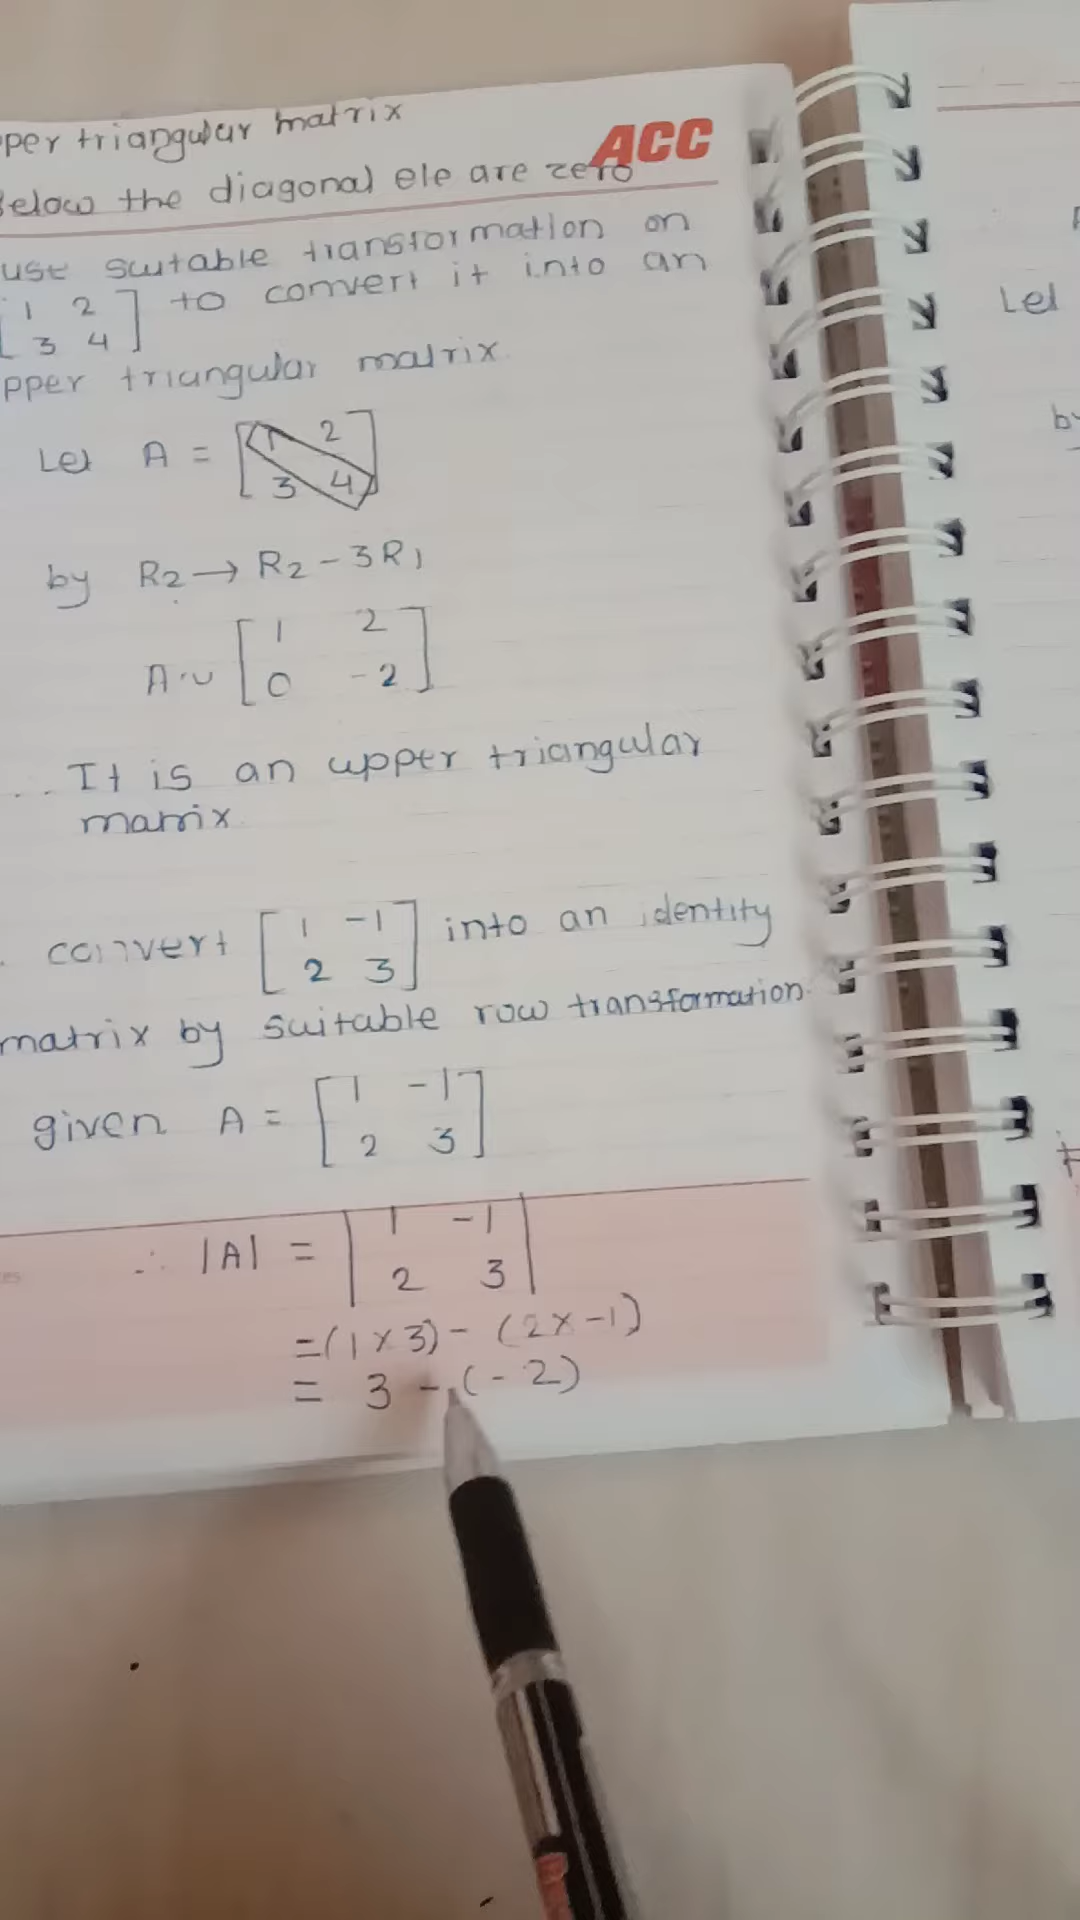 per triangular matrix
ACC
Below the diagonal ele are zero
use suitable transformation on
[1 2
3 4] to convert it into an
pper triangular matrix
Let A = [1 2
3 4]
by R2 → R2 - 3R1
A ~ [1 2
0 -2]
It is an upper triangular
matrix
convert [1 -1
2 3] into an identity
matrix by suitable row transformation.
given A = [1 -1
2 3]
∴ |A| = |1 -1
2 3|
= (1 x 3) - (2 x -1)
= 3 - (-2)
Let
by